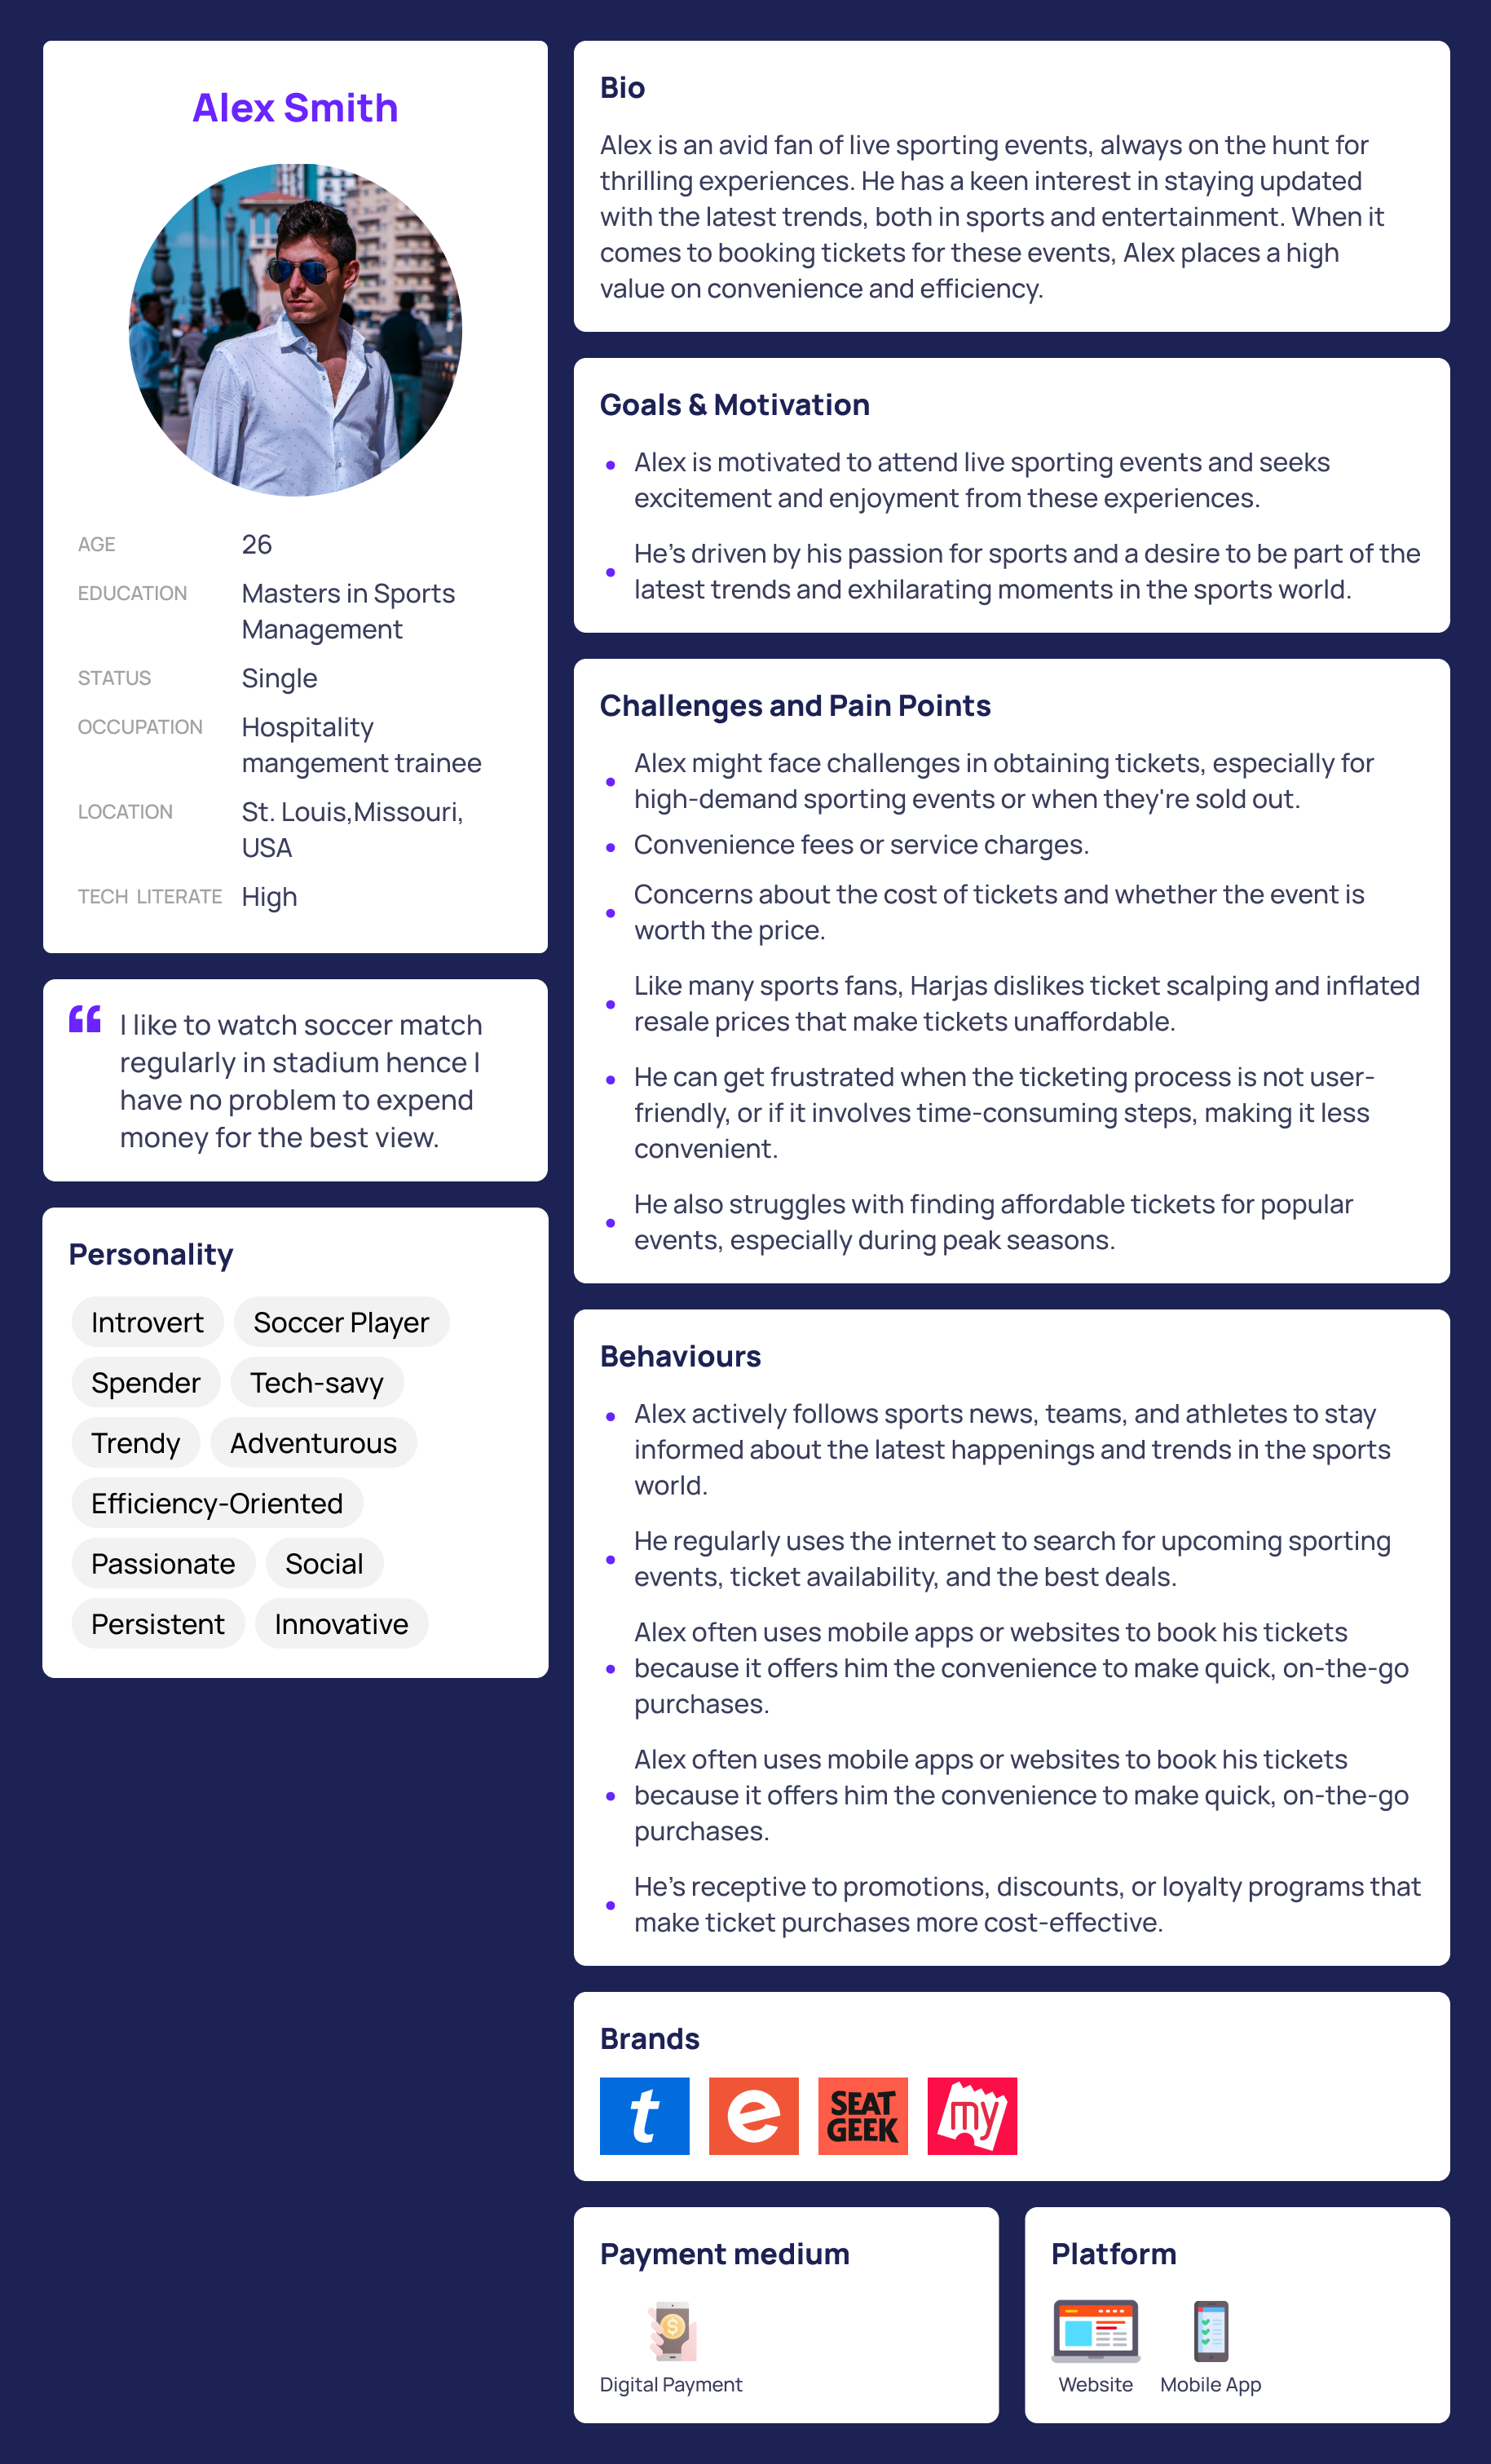 Alex Smith
AGE 26
EDUCATION Masters in Sports
Management
STATUS Single
OCCUPATION Hospitality
mangement trainee
LOCATION St. Louis,Missouri,
USA
TECH LITERATE High
“ I like to watch soccer match
regularly in stadium hence I
have no problem to expend
money for the best view.
Personality
Introvert Soccer Player
Spender Tech-savy
Trendy Adventurous
Efficiency-Oriented
Passionate Social
Persistent Innovative
Bio
Alex is an avid fan of live sporting events, always on the hunt for
thrilling experiences. He has a keen interest in staying updated
with the latest trends, both in sports and entertainment. When it
comes to booking tickets for these events, Alex places a high
value on convenience and efficiency.
Goals & Motivation
• Alex is motivated to attend live sporting events and seeks
excitement and enjoyment from these experiences.
• He’s driven by his passion for sports and a desire to be part of the
latest trends and exhilarating moments in the sports world.
Challenges and Pain Points
• Alex might face challenges in obtaining tickets, especially for
high-demand sporting events or when they're sold out.
• Convenience fees or service charges.
• Concerns about the cost of tickets and whether the event is
worth the price.
• Like many sports fans, Harjas dislikes ticket scalping and inflated
resale prices that make tickets unaffordable.
• He can get frustrated when the ticketing process is not user-
friendly, or if it involves time-consuming steps, making it less
convenient.
• He also struggles with finding affordable tickets for popular
events, especially during peak seasons.
Behaviours
• Alex actively follows sports news, teams, and athletes to stay
informed about the latest happenings and trends in the sports
world.
• He regularly uses the internet to search for upcoming sporting
events, ticket availability, and the best deals.
• Alex often uses mobile apps or websites to book his tickets
because it offers him the convenience to make quick, on-the-go
purchases.
• Alex often uses mobile apps or websites to book his tickets
because it offers him the convenience to make quick, on-the-go
purchases.
• He’s receptive to promotions, discounts, or loyalty programs that
make ticket purchases more cost-effective.
Brands
t e SEAT GEEK my
Payment medium
$
Digital Payment
Platform
Website Mobile App